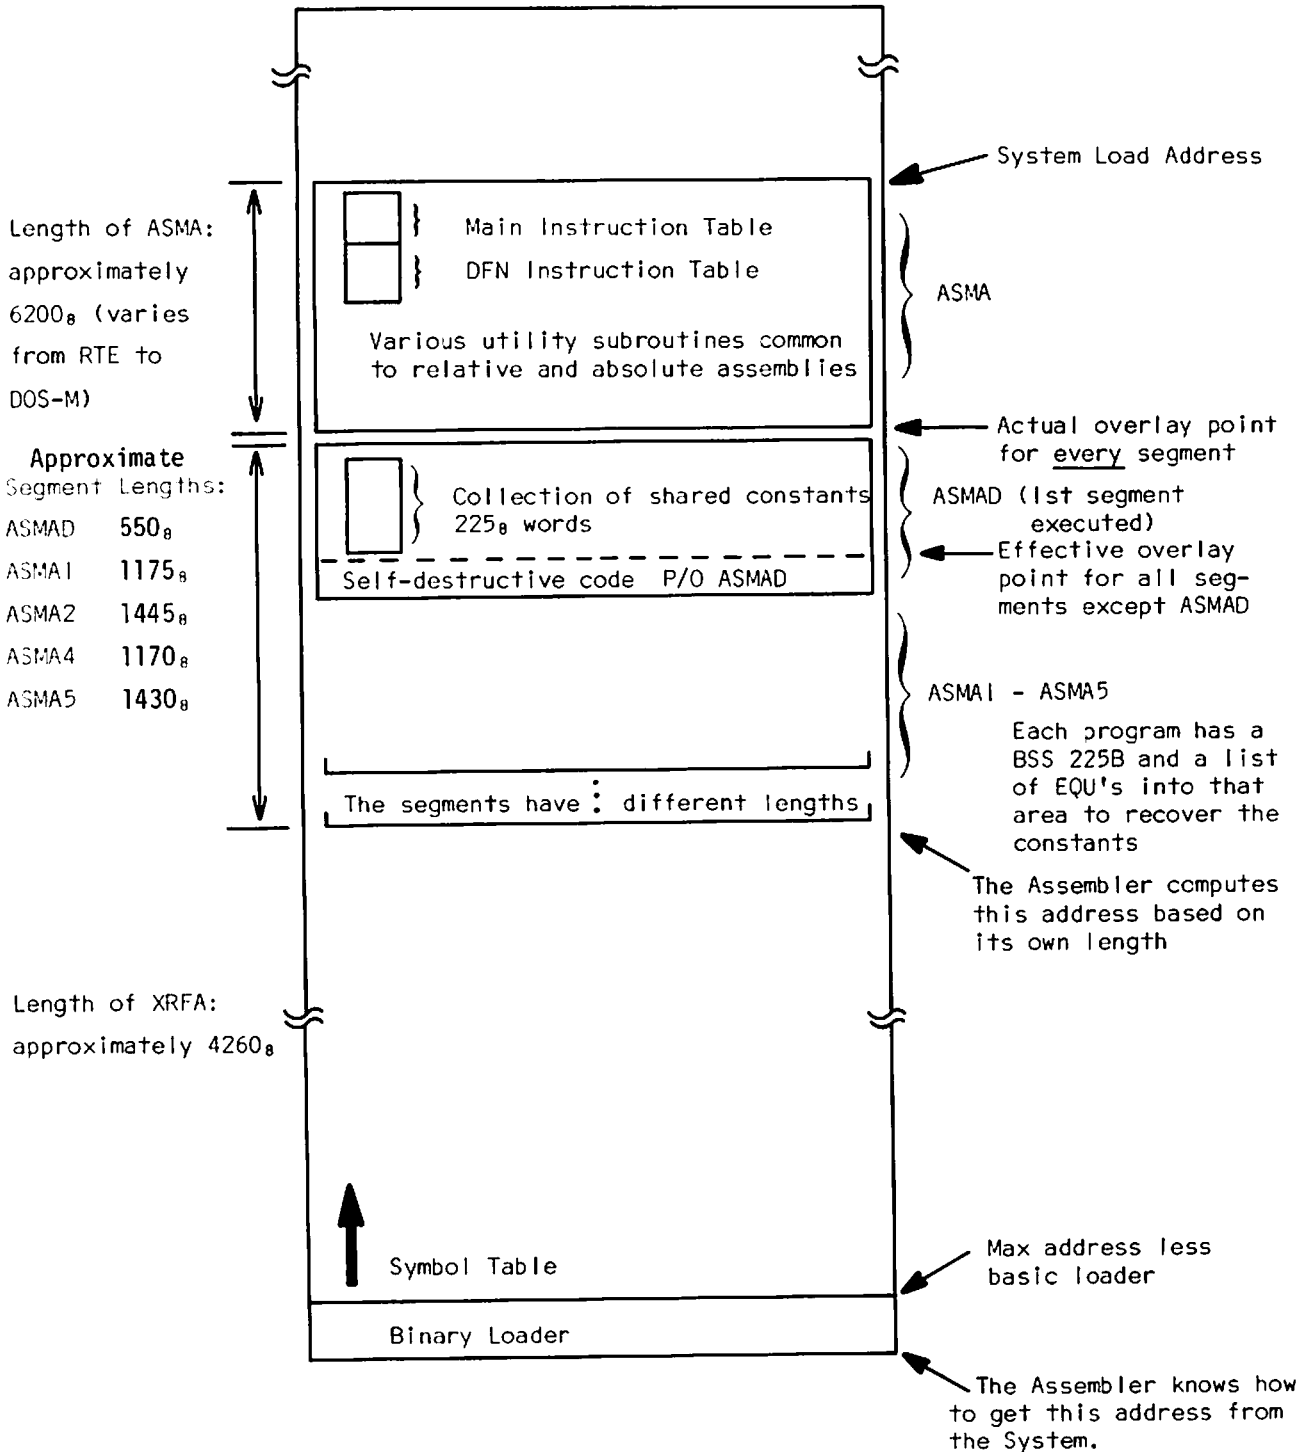 System Load Address
Length of ASMA:
approximately
6200₈ (varies
from RTE to
DOS-M)
Main Instruction Table
DFN Instruction Table
Various utility subroutines common
to relative and absolute assemblies
ASMA
Actual overlay point
for every segment
Approximate
Segment Lengths:
ASMAD 550₈
ASMA1 1175₈
ASMA2 1445₈
ASMA4 1170₈
ASMA5 1430₈
Collection of shared constants
225₈ words
Self-destructive code P/O ASMAD
ASMAD (1st segment
executed)
Effective overlay
point for all seg-
ments except ASMAD
ASMA1 - ASMA5
Each program has a
BSS 225B and a list
of EQU's into that
area to recover the
constants
The segments have different lengths
The Assembler computes
this address based on
its own length
Length of XRFA:
approximately 4260₈
Symbol Table
Max address less
basic loader
Binary Loader
The Assembler knows how
to get this address from
the System.